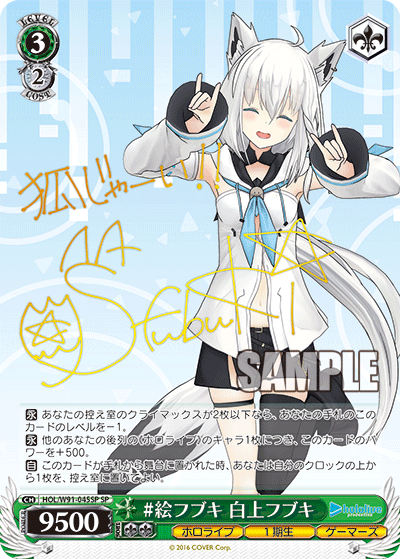 LEVEL
3
2
COST
狐じゃーい!!
Sfubuki
SAMPLE
永 あなたの控え室のクライマックスが2枚以下なら、あなたの手札のこの
カードのレベルを-1。
永 他のあなたの後列の《ホロライブ》のキャラ1枚につき、このカードのパ
ワーを+500。
自 このカードが手札から舞台に置かれた時、あなたは自分のクロックの上か
ら1枚を、控え室に置いてよい。
CH HOL/W91-045SP SP
9500
#絵フブキ 白上フブキ
hololive
ホロライブ
1期生
ゲーマーズ
© 2016 COVER Corp.